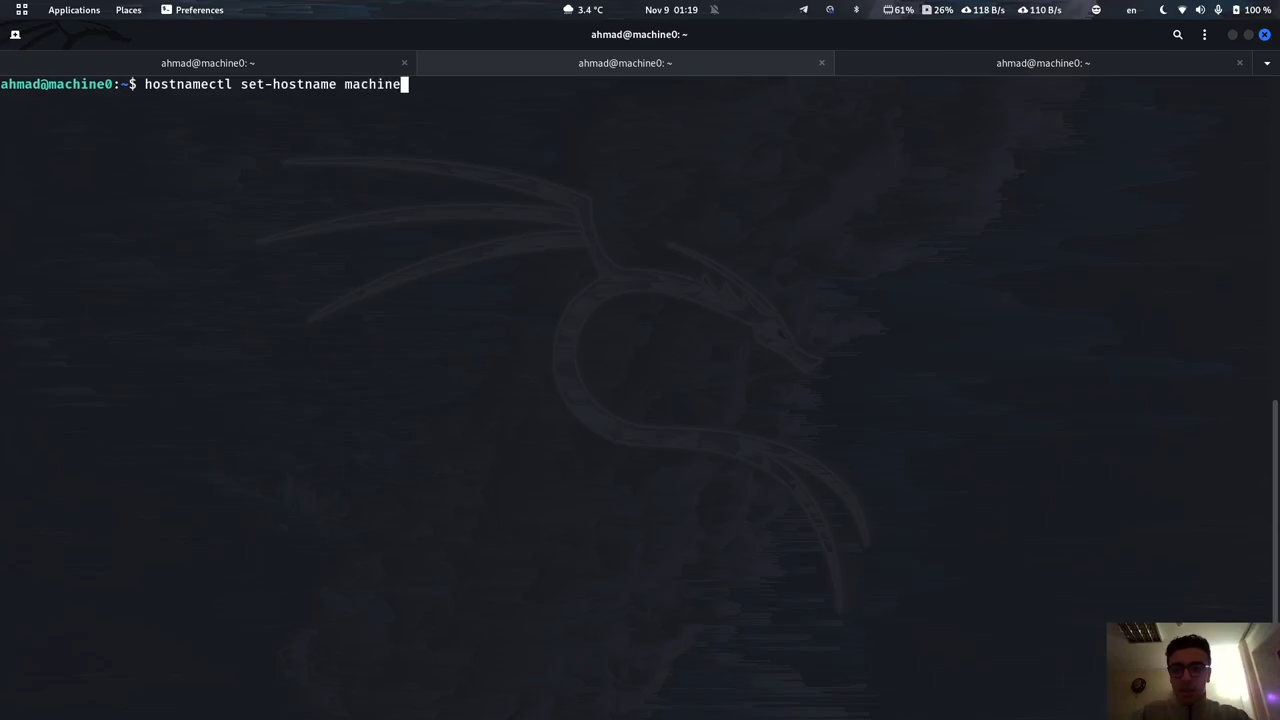 Applications Places Preferences 3.4 °C Nov 9 01:19 61% 26% 118 B/s 110 B/s en 100 %
ahmad@machine0: ~
ahmad@machine0: ~ ahmad@machine0: ~ ahmad@machine0: ~
ahmad@machine0:~$ hostnamectl set-hostname machine